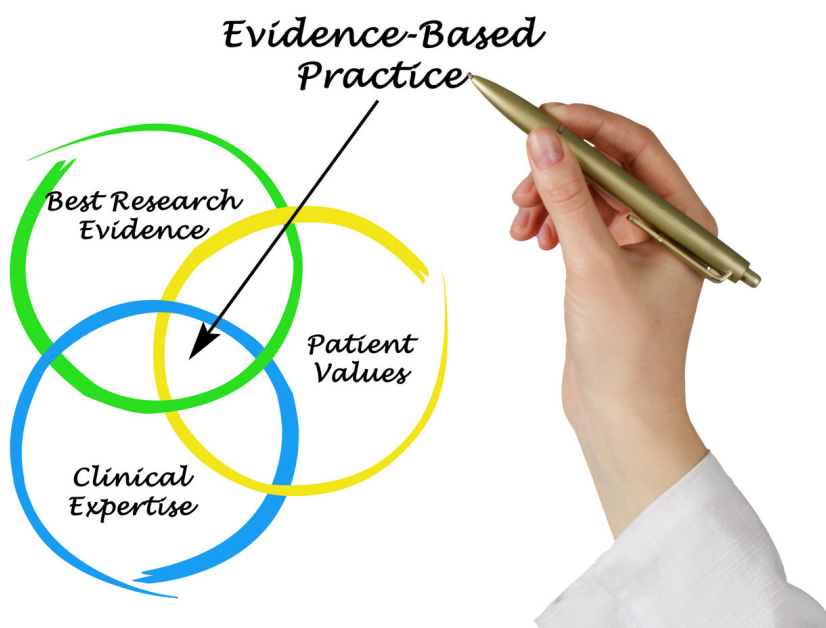 Evidence-Based
Practice
Best Research
Evidence
Patient
Values
Clinical
Expertise